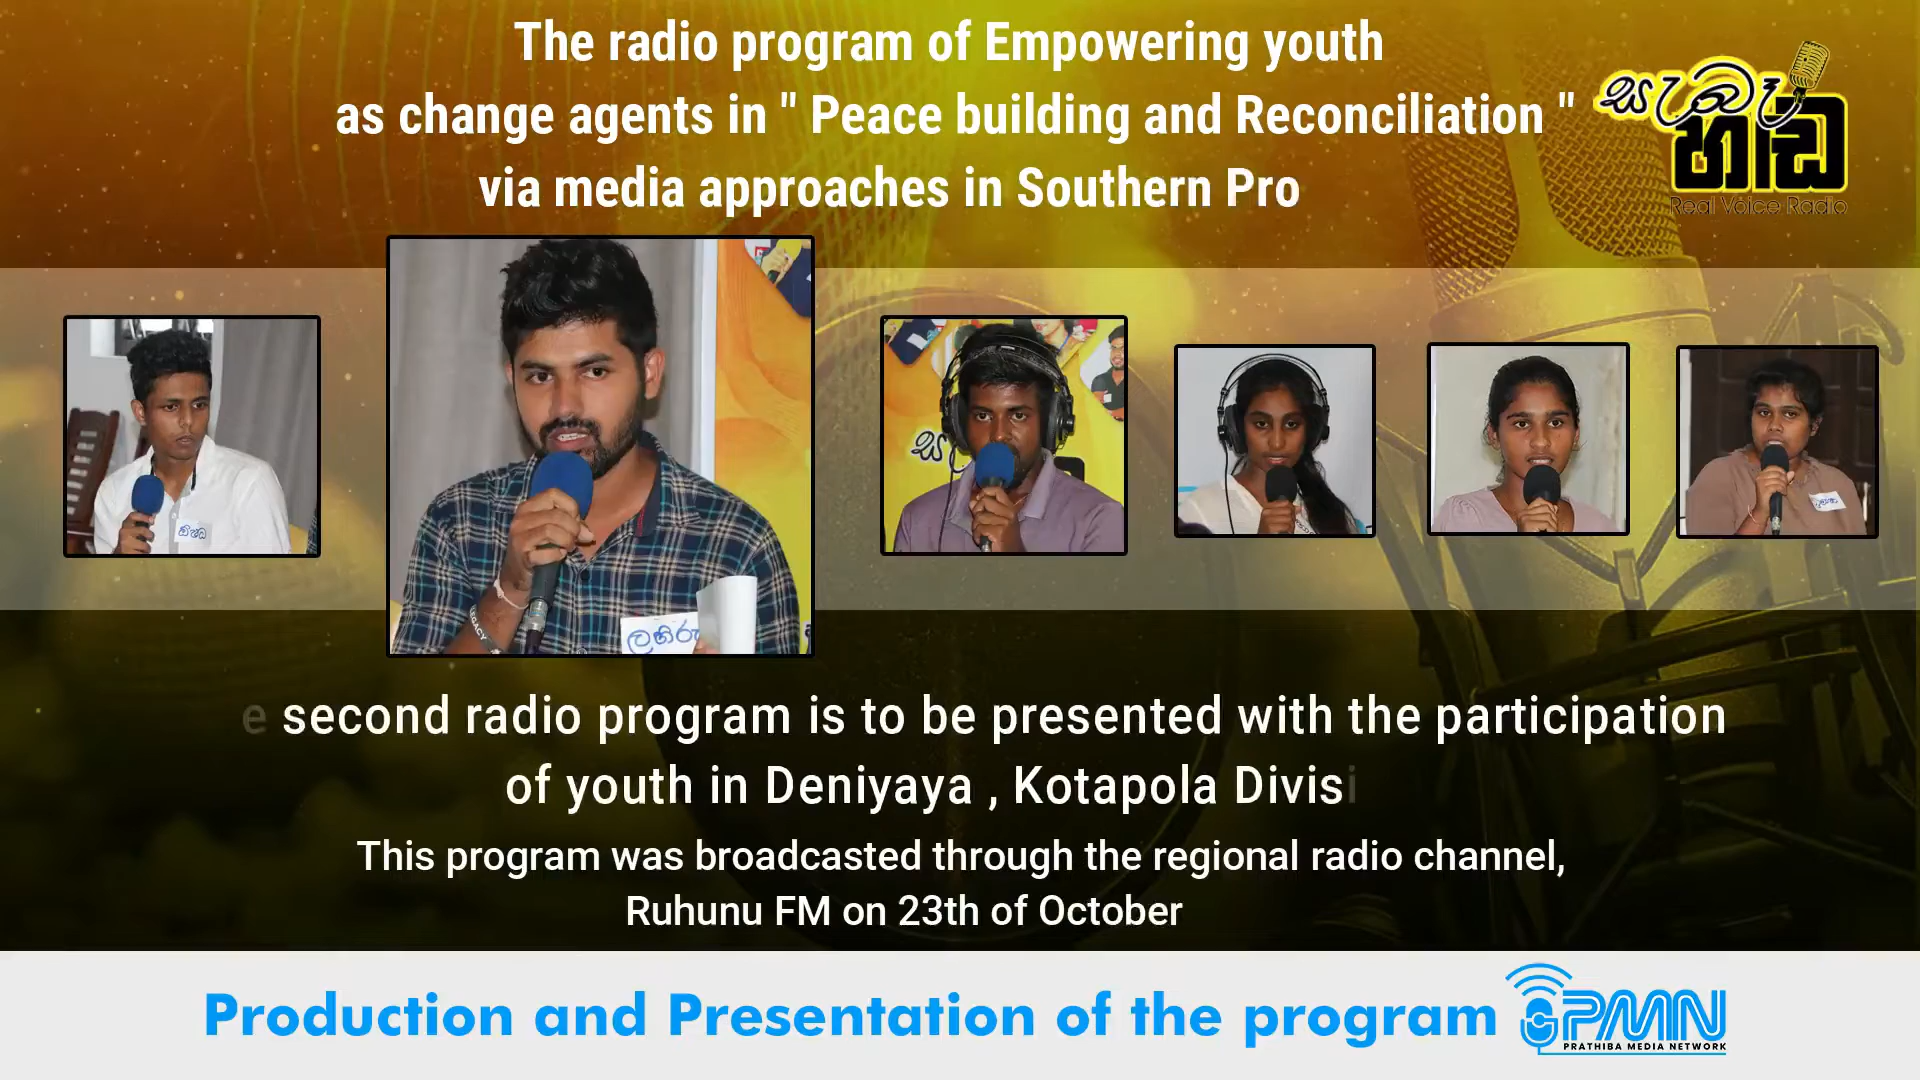 The radio program of Empowering youth
as change agents in " Peace building and Reconciliation "
via media approaches in Southern Pro
සැබෑ
හඬ
Real Voice Radio
ලහිරු
LEGACY
e second radio program is to be presented with the participation
of youth in Deniyaya , Kotapola Divisi
This program was broadcasted through the regional radio channel,
Ruhunu FM on 23th of October
Production and Presentation of the program
PMN
PRATHIBA MEDIA NETWORK